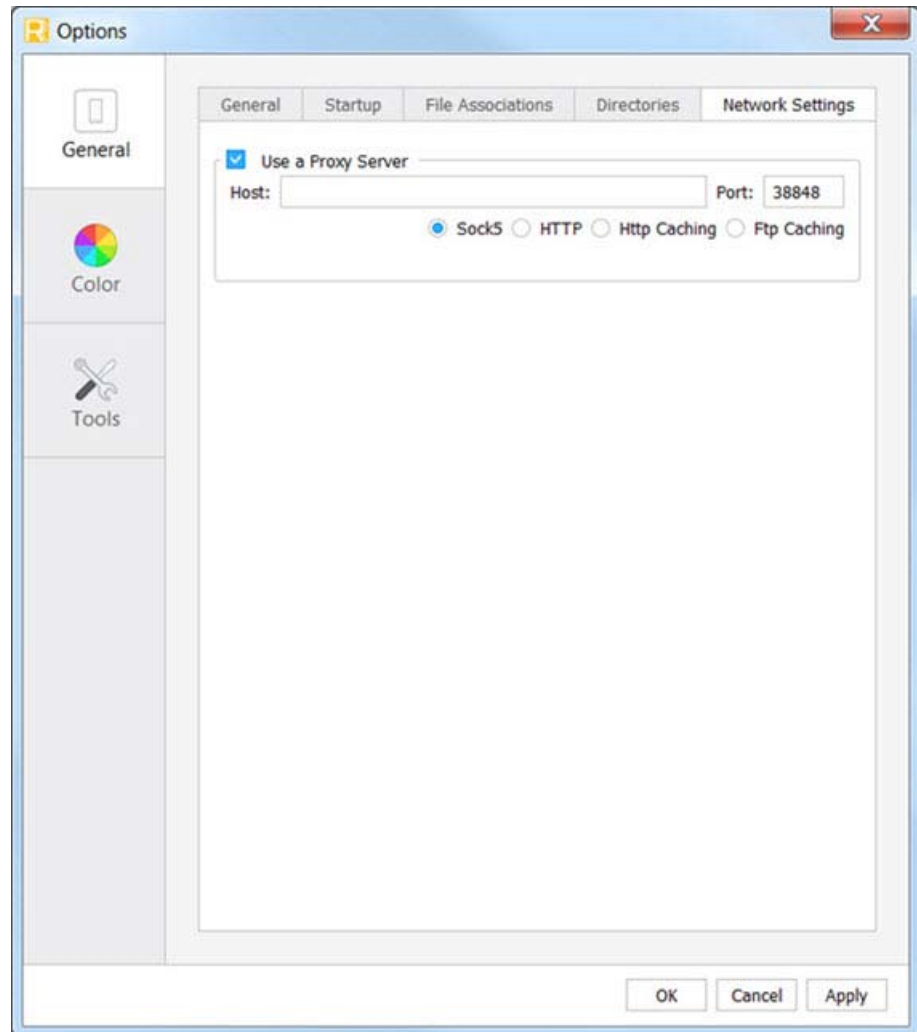 Options
General
Startup
File Associations
Directories
Network Settings
General
Use a Proxy Server
Host:
Port: 38848
Sock5
HTTP
Http Caching
Ftp Caching
Color
Tools
OK
Cancel
Apply